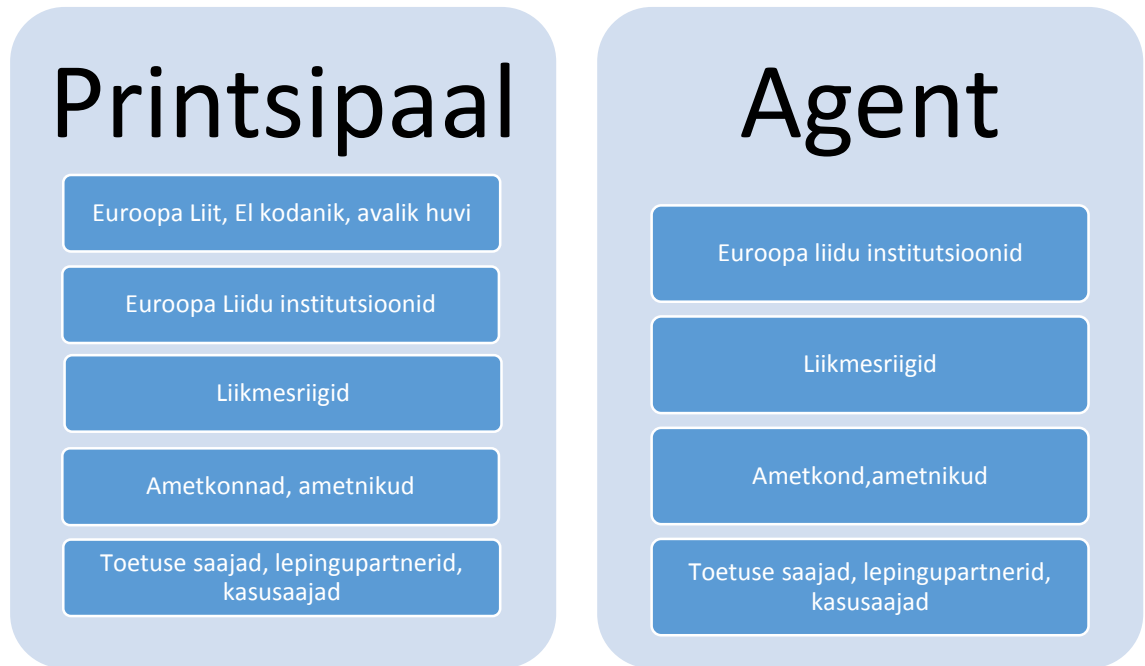 Printsipaal
Euroopa Liit, El kodanik, avalik huvi
Euroopa Liidu institutsioonid
Liikmesriigid
Ametkonnad, ametnikud
Toetuse saajad, lepingupartnerid,
kasusaajad
Agent
Euroopa liidu institutsioonid
Liikmesriigid
Ametkond,ametnikud
Toetuse saajad, lepingupartnerid,
kasusaajad